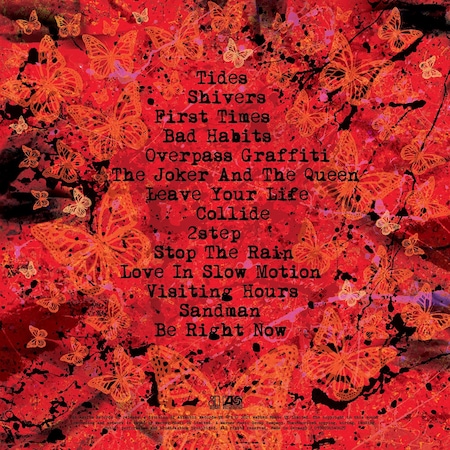 Tides
Shivers
First Times
Bad Habits
Overpass Graffiti
The Joker And The Queen
Leave Your Life
Collide
2step
Stop The Rain
Love In Slow Motion
Visiting Hours
Sandman
Be Right Now